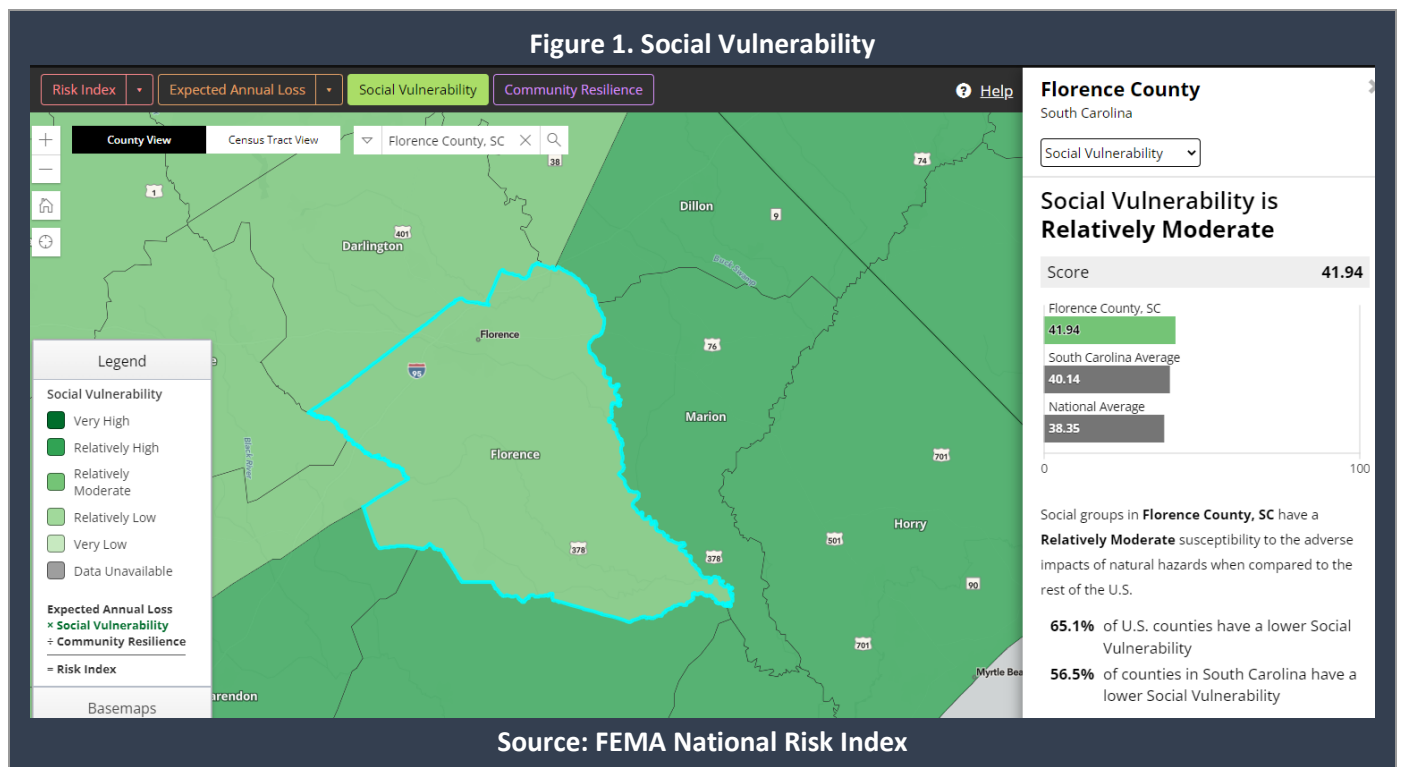 Figure 1. Social Vulnerability
Risk Index
Expected Annual Loss
Social Vulnerability
Community Resilience
? Help
County View
Census Tract View
Florence County, SC
38
74
1
Dillon
9
401
Darlington
Florence
76
95
Marion
Black River
Florence
701
Horry
501
378
378
90
701
Myrtle Bea
arendon
Legend
Social Vulnerability
Very High
Relatively High
Relatively
Moderate
Relatively Low
Very Low
Data Unavailable
Expected Annual Loss
× Social Vulnerability
÷ Community Resilience
= Risk Index
Basemaps
Florence County
South Carolina
Social Vulnerability
Social Vulnerability is
Relatively Moderate
Score 41.94
Florence County, SC
41.94
South Carolina Average
40.14
National Average
38.35
0 100
Social groups in Florence County, SC have a
Relatively Moderate susceptibility to the adverse
impacts of natural hazards when compared to the
rest of the U.S.
65.1% of U.S. counties have a lower Social
Vulnerability
56.5% of counties in South Carolina have a
lower Social Vulnerability
Source: FEMA National Risk Index